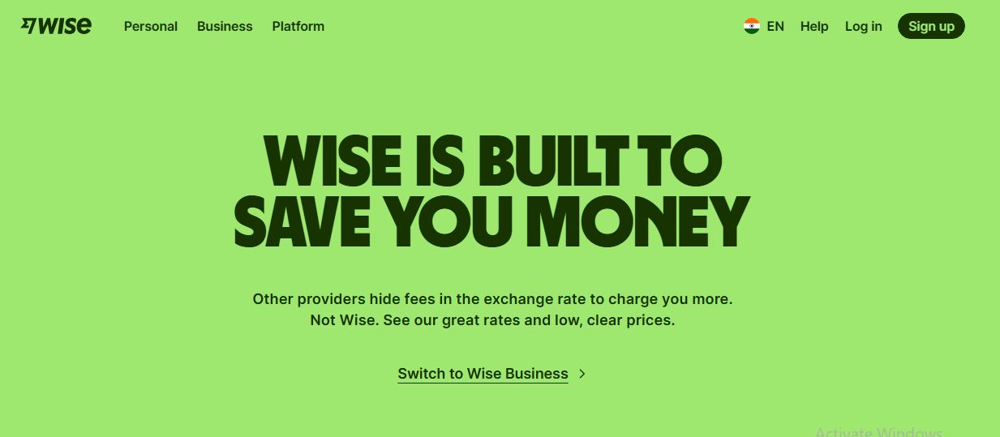 WISE
Personal Business Platform
EN Help Log in Sign up
WISE IS BUILT TO
SAVE YOU MONEY
Other providers hide fees in the exchange rate to charge you more.
Not Wise. See our great rates and low, clear prices.
Switch to Wise Business
Activate Windows